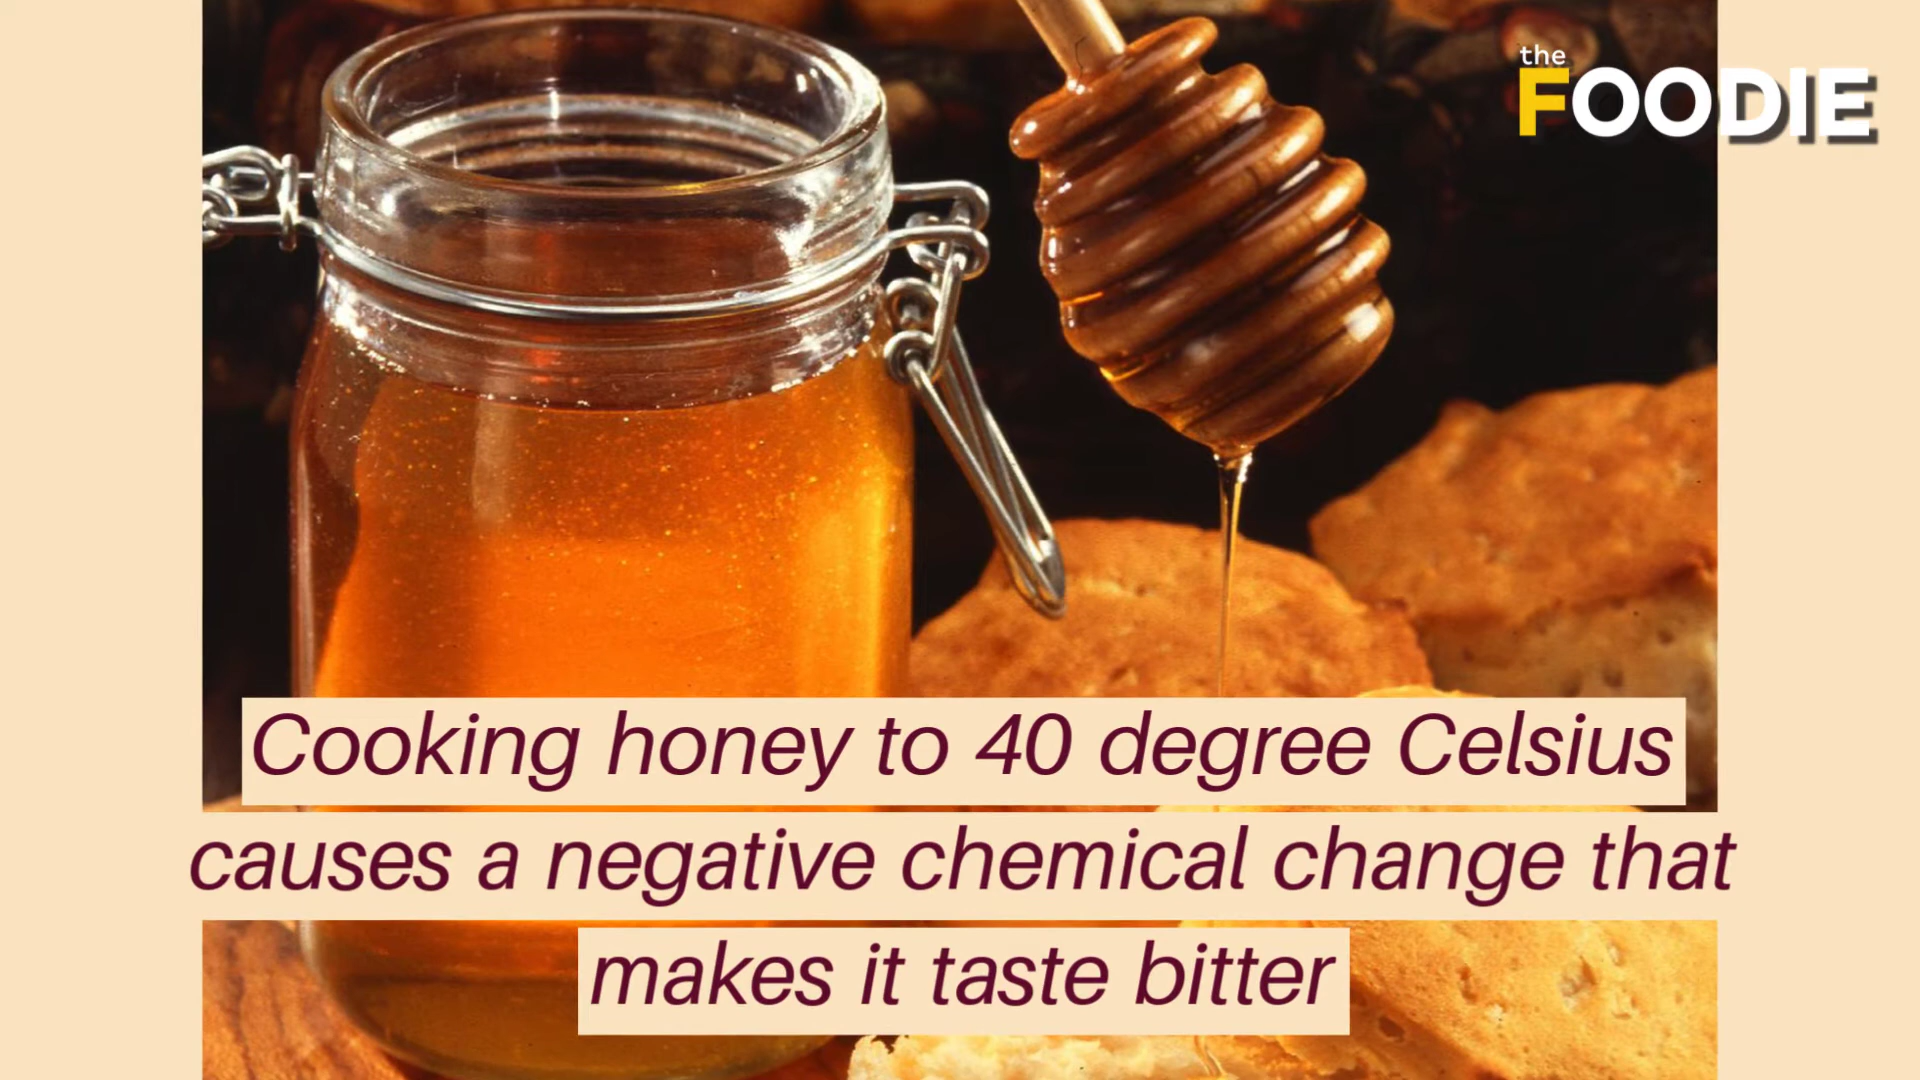 the
FOODIE
Cooking honey to 40 degree Celsius
causes a negative chemical change that
makes it taste bitter